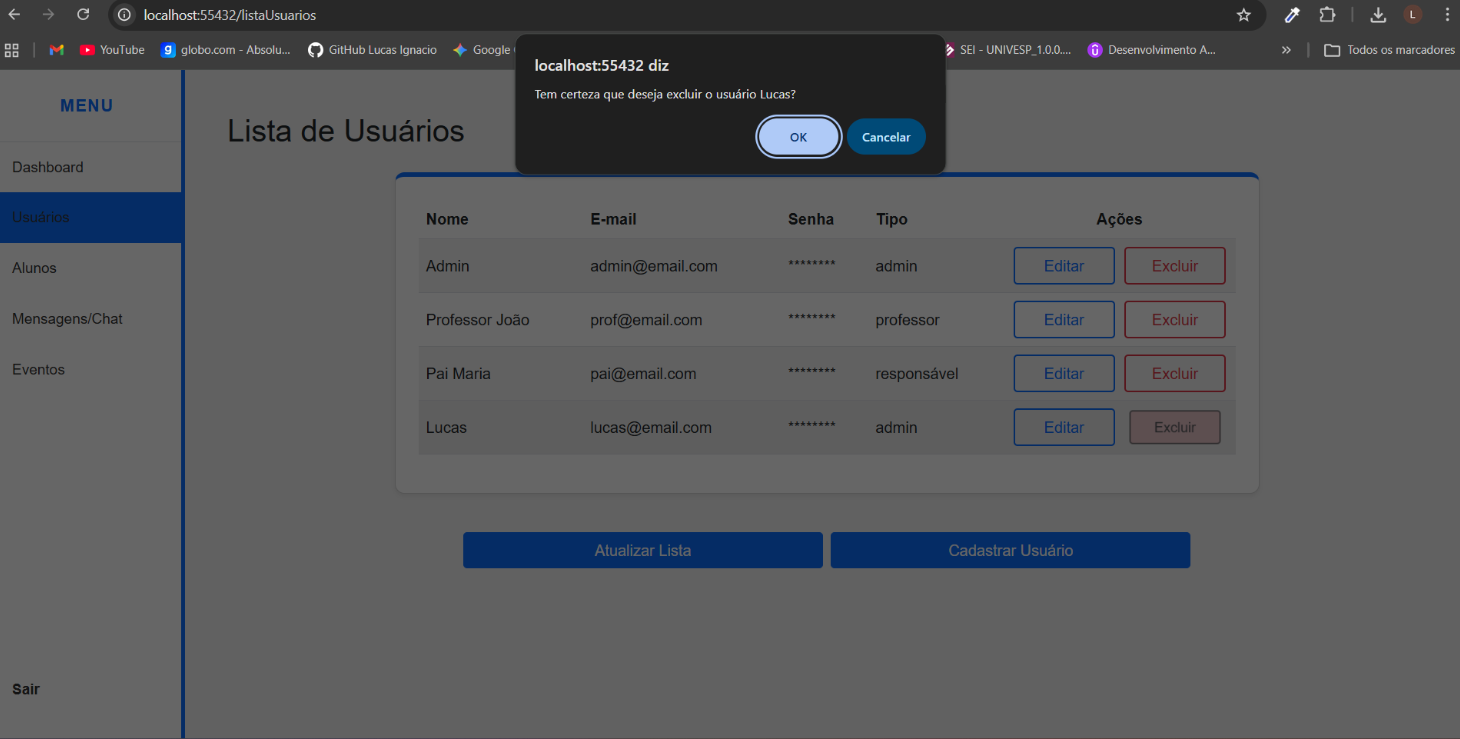 localhost:55432/listaUsuarios
YouTube
globo.com - Absolu...
GitHub Lucas Ignacio
Google
SEI - UNIVESP_1.0.0....
Desenvolvimento A...
»
Todos os marcadores
L
localhost:55432 diz
Tem certeza que deseja excluir o usuário Lucas?
OK Cancelar
MENU
Dashboard
Usuários
Alunos
Mensagens/Chat
Eventos
Sair
Lista de Usuários
Nome E-mail Senha Tipo Ações
Admin admin@email.com ******** admin Editar Excluir
Professor João prof@email.com ******** professor Editar Excluir
Pai Maria pai@email.com ******** responsável Editar Excluir
Lucas lucas@email.com ******** admin Editar Excluir
Atualizar Lista Cadastrar Usuário